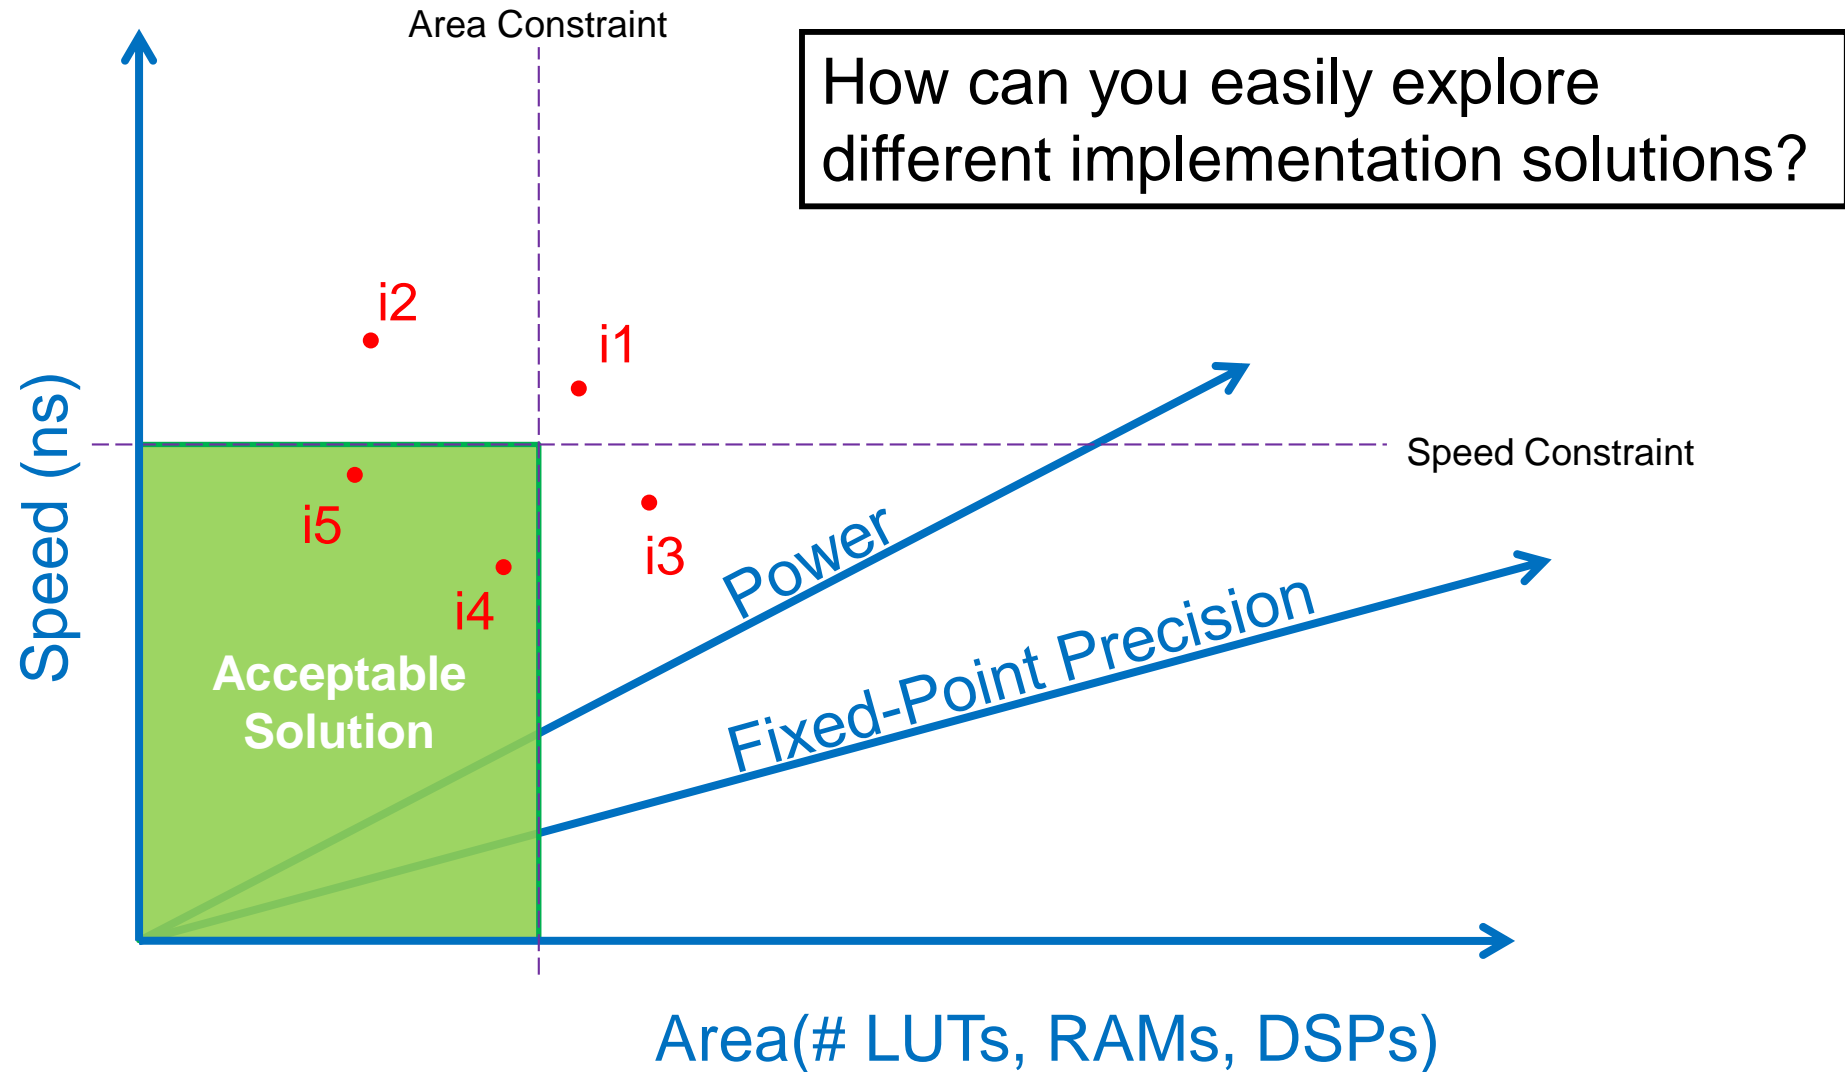 Area Constraint
How can you easily explore
different implementation solutions?
i2
i1
Speed (ns)
Speed Constraint
i5
i3
i4
Power
Fixed-Point Precision
Acceptable
Solution
Area(# LUTs, RAMs, DSPs)